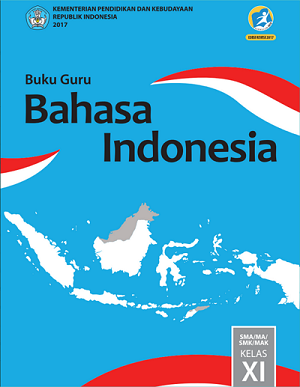 KEMENTERIAN PENDIDIKAN DAN KEBUDAYAAN
REPUBLIK INDONESIA
2017
Buku Guru
Bahasa
Indonesia
SMA/MA/
SMK/MAK
KELAS
XI